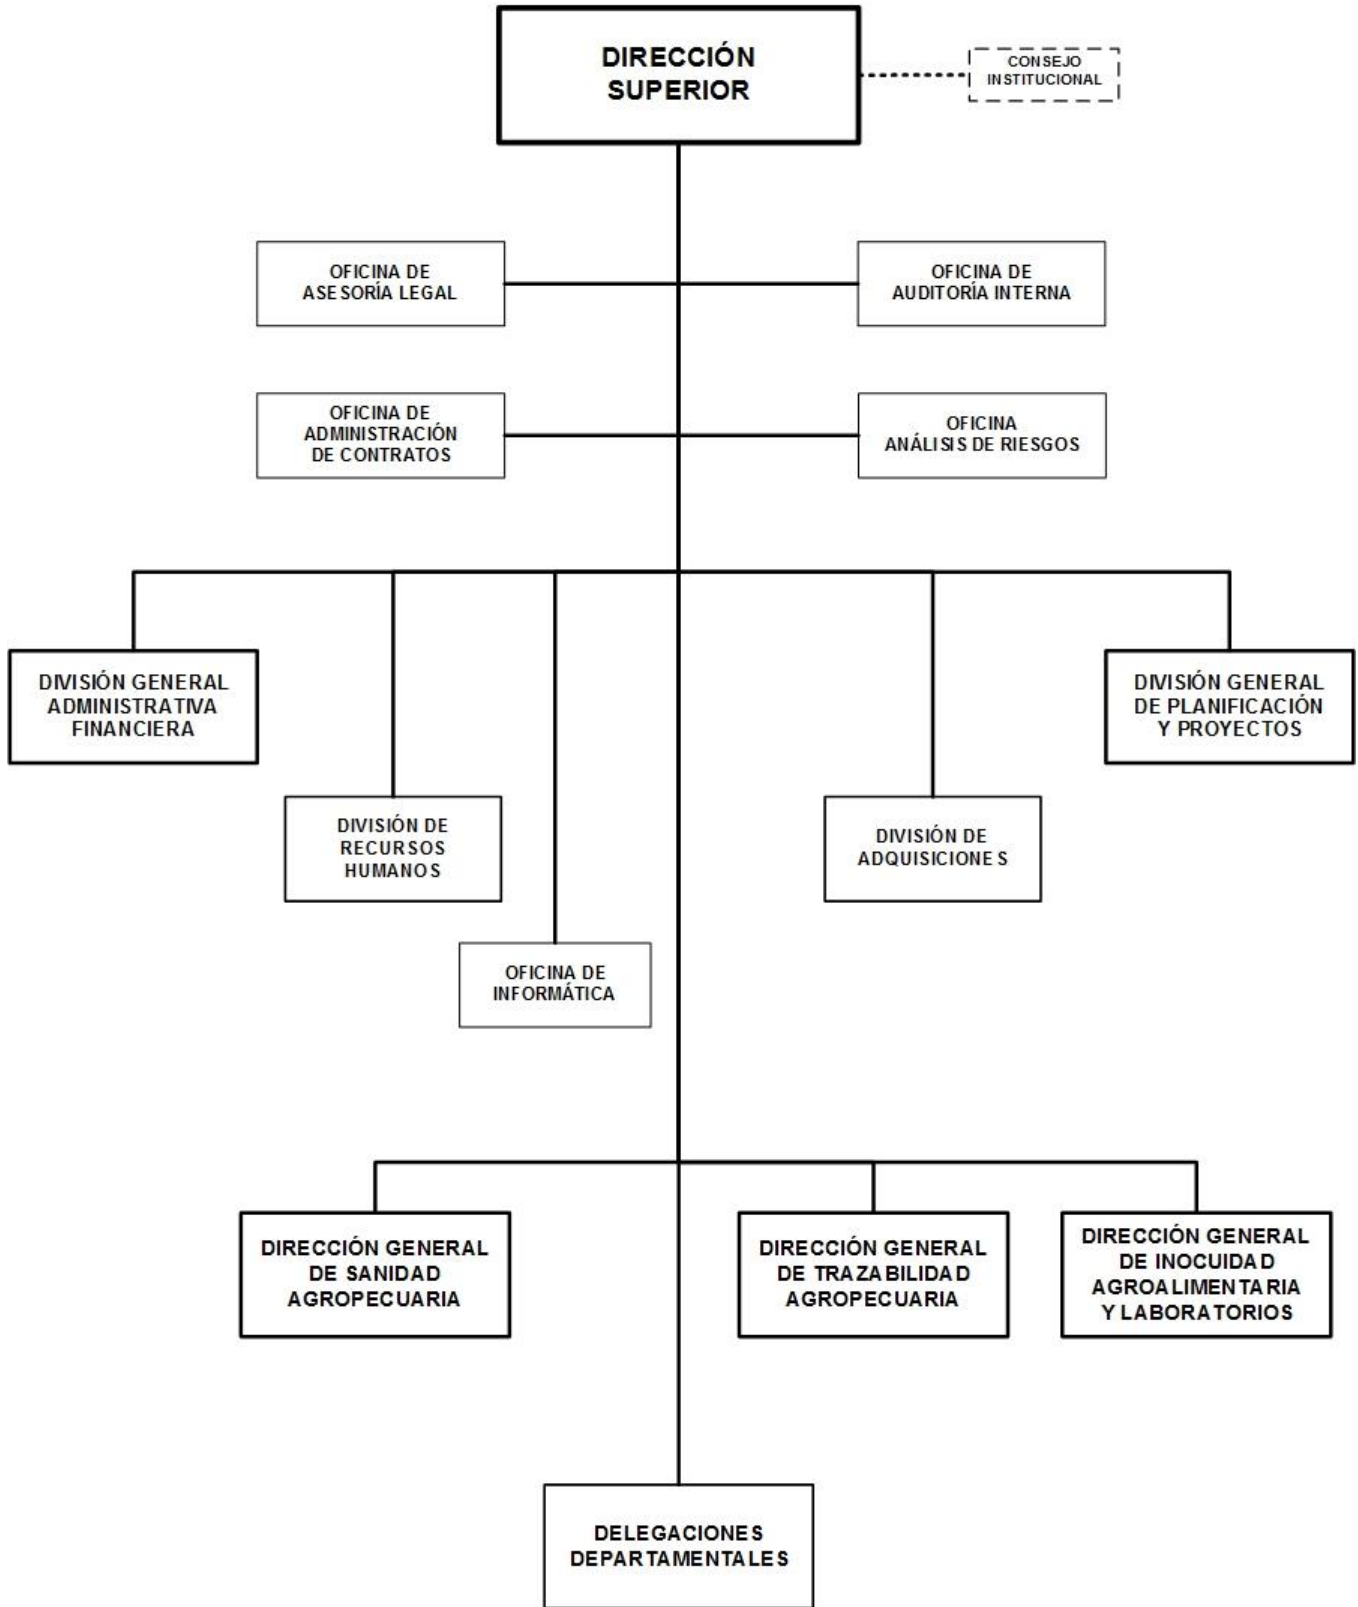 DIRECCIÓN
SUPERIOR
CONSEJO
INSTITUCIONAL
OFICINA DE
ASESORÍA LEGAL
OFICINA DE
AUDITORÍA INTERNA
OFICINA DE
ADMINISTRACIÓN
DE CONTRATOS
OFICINA
ANÁLISIS DE RIESGOS
DIVISIÓN GENERAL
ADMINISTRATIVA
FINANCIERA
DIVISIÓN GENERAL
DE PLANIFICACIÓN
Y PROYECTOS
DIVISIÓN DE
RECURSOS
HUMANOS
DIVISIÓN DE
ADQUISICIONES
OFICINA DE
INFORMÁTICA
DIRECCIÓN GENERAL
DE SANIDAD
AGROPECUARIA
DIRECCIÓN GENERAL
DE TRAZABILIDAD
AGROPECUARIA
DIRECCIÓN GENERAL
DE INOCUIDAD
AGROALIMENTARIA
Y LABORATORIOS
DELEGACIONES
DEPARTAMENTALES